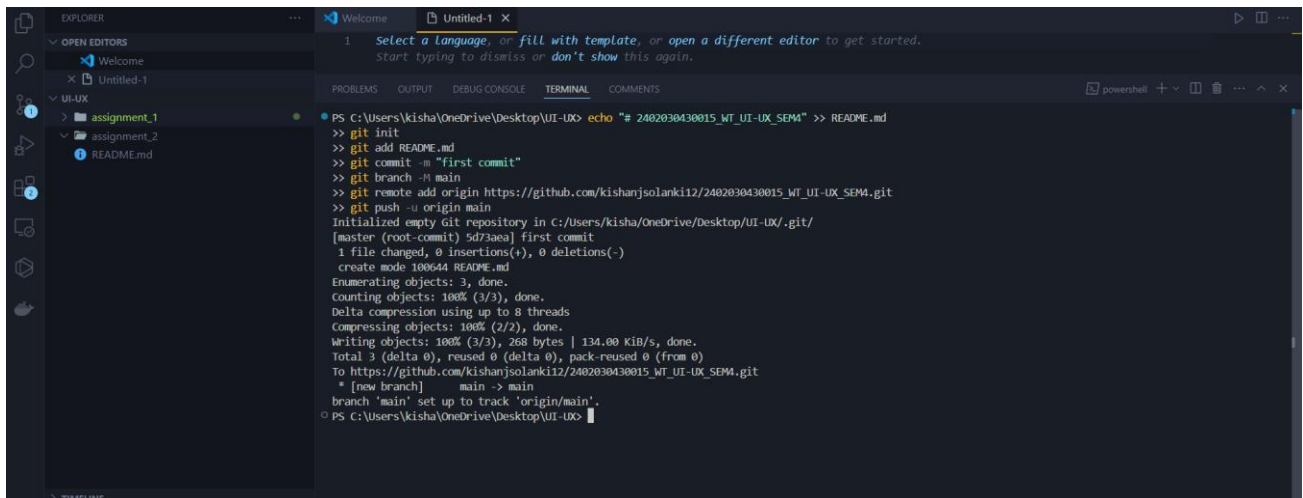 EXPLORER
OPEN EDITORS
Welcome
Untitled-1
UI-UX
assignment_1
assignment_2
README.md
1
2
Welcome
Untitled-1
1 Select a language, or fill with template, or open a different editor to get started.
Start typing to dismiss or don't show this again.
PROBLEMS OUTPUT DEBUG CONSOLE TERMINAL COMMENTS
powershell
PS C:\Users\kisha\OneDrive\Desktop\UI-UX> echo "# 2402030430015_WT_UI-UX_SEM4" >> README.md
>> git init
>> git add README.md
>> git commit -m "first commit"
>> git branch -M main
>> git remote add origin https://github.com/kishanjsolanki12/2402030430015_WT_UI-UX_SEM4.git
>> git push -u origin main
Initialized empty Git repository in C:/Users/kisha/OneDrive/Desktop/UI-UX/.git/
[master (root-commit) 5d73aea] first commit
1 file changed, 0 insertions(+), 0 deletions(-)
create mode 100644 README.md
Enumerating objects: 3, done.
Counting objects: 100% (3/3), done.
Delta compression using up to 8 threads
Compressing objects: 100% (2/2), done.
Writing objects: 100% (3/3), 268 bytes | 134.00 KiB/s, done.
Total 3 (delta 0), reused 0 (delta 0), pack-reused 0 (from 0)
To https://github.com/kishanjsolanki12/2402030430015_WT_UI-UX_SEM4.git
* [new branch] main -> main
branch 'main' set up to track 'origin/main'.
PS C:\Users\kisha\OneDrive\Desktop\UI-UX>